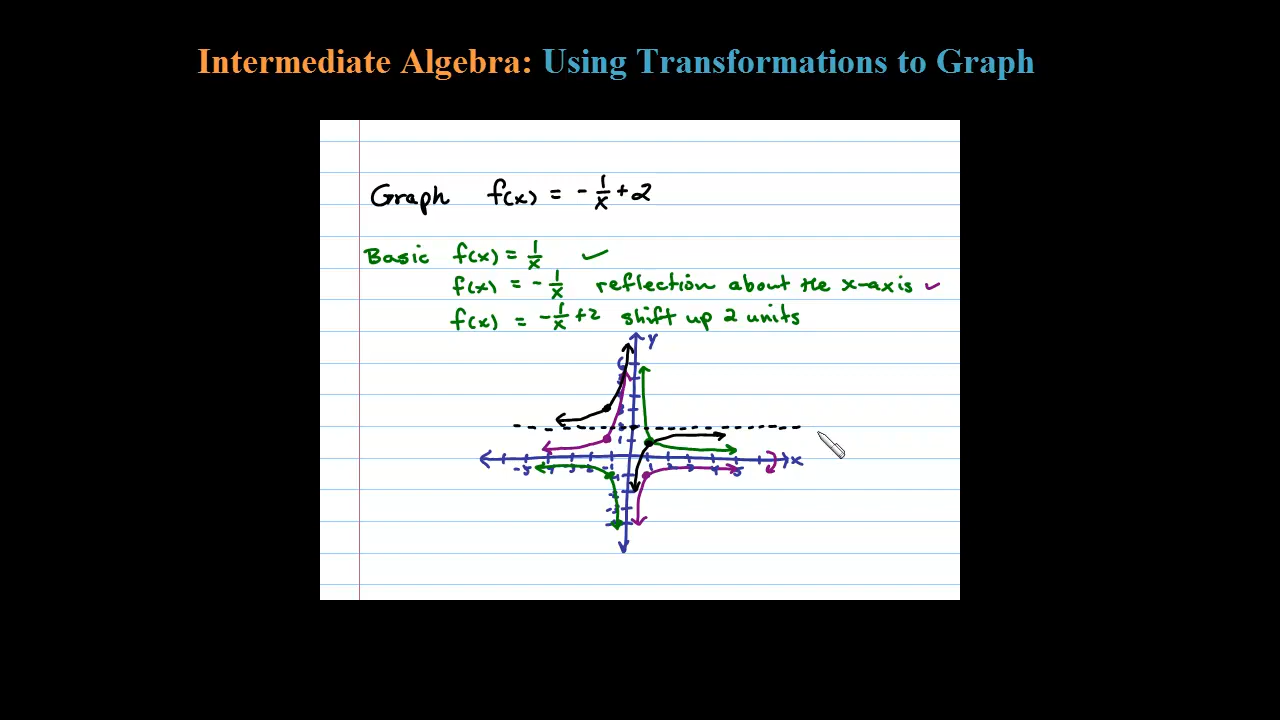 Intermediate Algebra: Using Transformations to Graph
Graph f(x) = -1/x + 2
Basic f(x) = 1/x ✓
f(x) = -1/x reflection about the x-axis ✓
f(x) = -1/x + 2 shift up 2 units
y
x